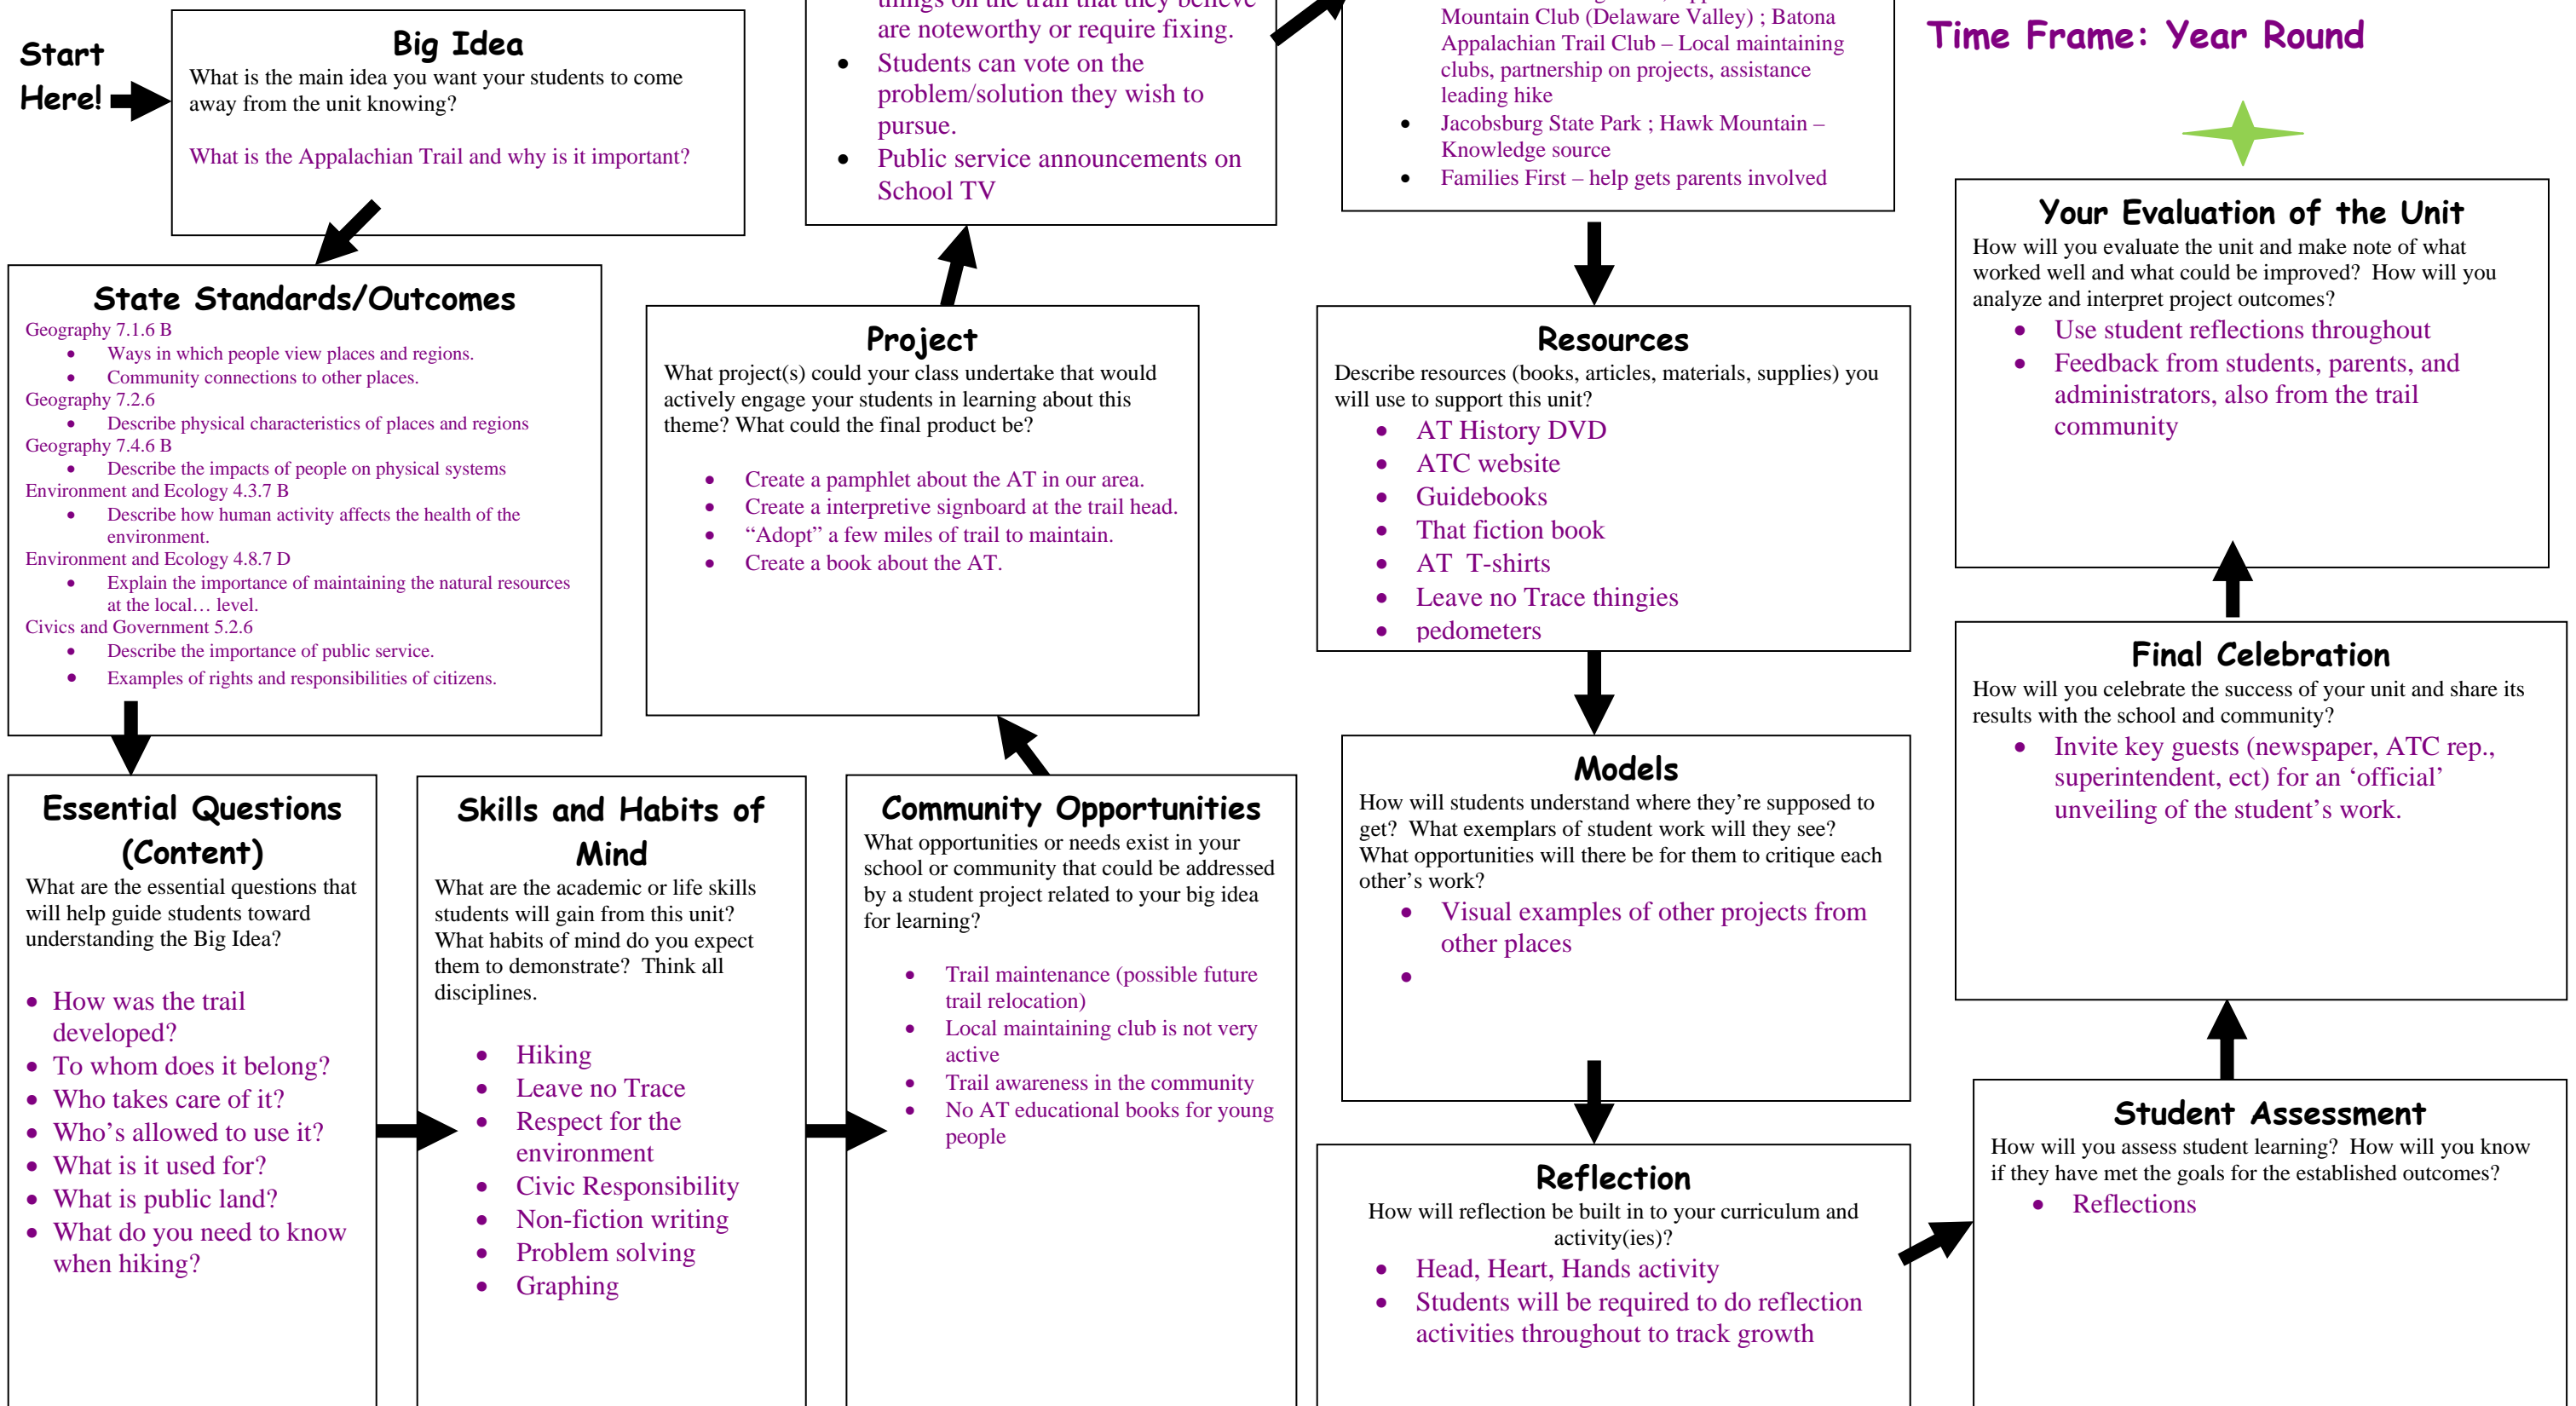 Start
Here!
Big Idea
What is the main idea you want your students to come
away from the unit knowing?
What is the Appalachian Trail and why is it important?
State Standards/Outcomes
Geography 7.1.6 B
• Ways in which people view places and regions.
• Community connections to other places.
Geography 7.2.6
• Describe physical characteristics of places and regions
Geography 7.4.6 B
• Describe the impacts of people on physical systems
Environment and Ecology 4.3.7 B
• Describe how human activity affects the health of the
environment.
Environment and Ecology 4.8.7 D
• Explain the importance of maintaining the natural resources
at the local… level.
Civics and Government 5.2.6
• Describe the importance of public service.
• Examples of rights and responsibilities of citizens.
Essential Questions
(Content)
What are the essential questions that
will help guide students toward
understanding the Big Idea?
• How was the trail
developed?
• To whom does it belong?
• Who takes care of it?
• Who’s allowed to use it?
• What is it used for?
• What is public land?
• What do you need to know
when hiking?
Skills and Habits of
Mind
What are the academic or life skills
students will gain from this unit?
What habits of mind do you expect
them to demonstrate? Think all
disciplines.
• Hiking
• Leave no Trace
• Respect for the
environment
• Civic Responsibility
• Non-fiction writing
• Problem solving
• Graphing
Community Opportunities
What opportunities or needs exist in your
school or community that could be addressed
by a student project related to your big idea
for learning?
• Trail maintenance (possible future
trail relocation)
• Local maintaining club is not very
active
• Trail awareness in the community
• No AT educational books for young
people
Project
What project(s) could your class undertake that would
actively engage your students in learning about this
theme? What could the final product be?
• Create a pamphlet about the AT in our area.
• Create a interpretive signboard at the trail head.
• “Adopt” a few miles of trail to maintain.
• Create a book about the AT.
things on the trail that they believe
are noteworthy or require fixing.
• Students can vote on the
problem/solution they wish to
pursue.
• Public service announcements on
School TV
Mountain Club (Delaware Valley) ; Batona
Appalachian Trail Club – Local maintaining
clubs, partnership on projects, assistance
leading hike
• Jacobsburg State Park ; Hawk Mountain –
Knowledge source
• Families First – help gets parents involved
Resources
Describe resources (books, articles, materials, supplies) you
will use to support this unit?
• AT History DVD
• ATC website
• Guidebooks
• That fiction book
• AT T-shirts
• Leave no Trace thingies
• pedometers
Models
How will students understand where they’re supposed to
get? What exemplars of student work will they see?
What opportunities will there be for them to critique each
other’s work?
• Visual examples of other projects from
other places
•
Reflection
How will reflection be built in to your curriculum and
activity(ies)?
• Head, Heart, Hands activity
• Students will be required to do reflection
activities throughout to track growth
Student Assessment
How will you assess student learning? How will you know
if they have met the goals for the established outcomes?
• Reflections
Final Celebration
How will you celebrate the success of your unit and share its
results with the school and community?
• Invite key guests (newspaper, ATC rep.,
superintendent, ect) for an ‘official’
unveiling of the student’s work.
Your Evaluation of the Unit
How will you evaluate the unit and make note of what
worked well and what could be improved? How will you
analyze and interpret project outcomes?
• Use student reflections throughout
• Feedback from students, parents, and
administrators, also from the trail
community
Time Frame: Year Round